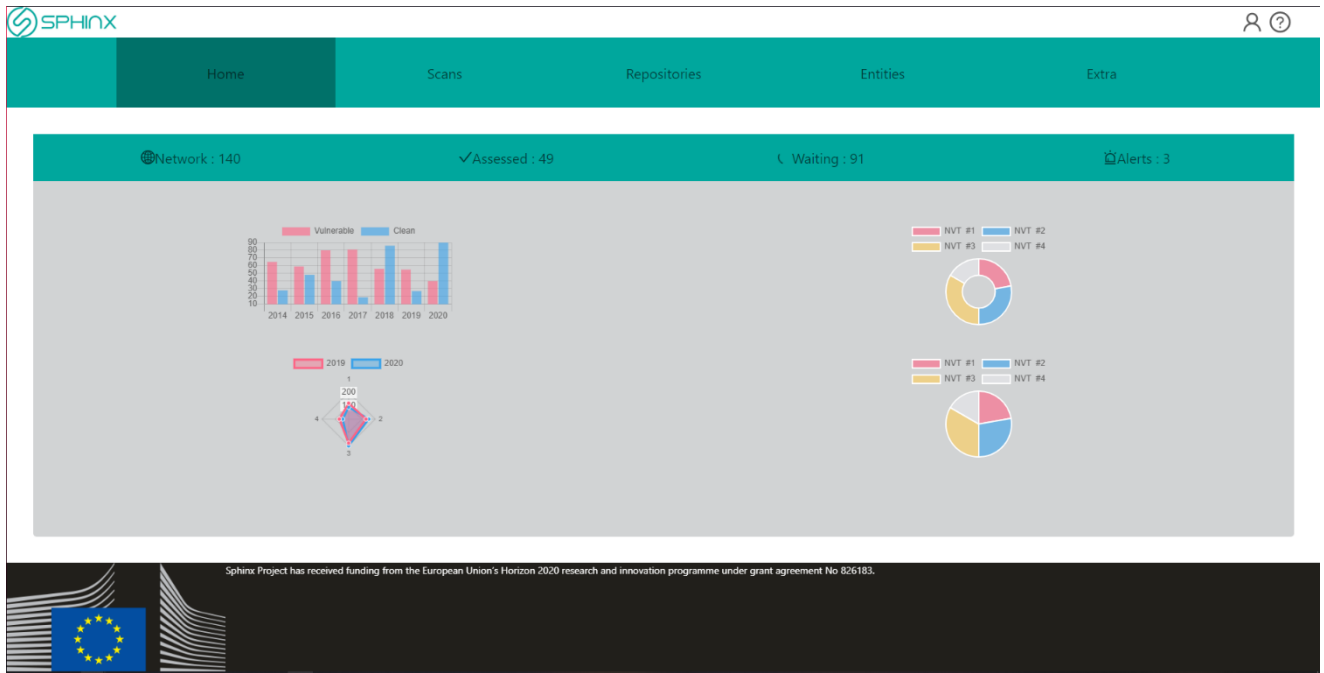 SPHINX
Home Scans Repositories Entities Extra
Network : 140 Assessed : 49 Waiting : 91 Alerts : 3
Vulnerable Clean
90
80
70
60
50
40
30
20
10
2014 2015 2016 2017 2018 2019 2020
NVT #1 NVT #2
NVT #3 NVT #4
2019 2020
1
200
4 2
3
NVT #1 NVT #2
NVT #3 NVT #4
Sphinx Project has received funding from the European Union's Horizon 2020 research and innovation programme under grant agreement No 826183.